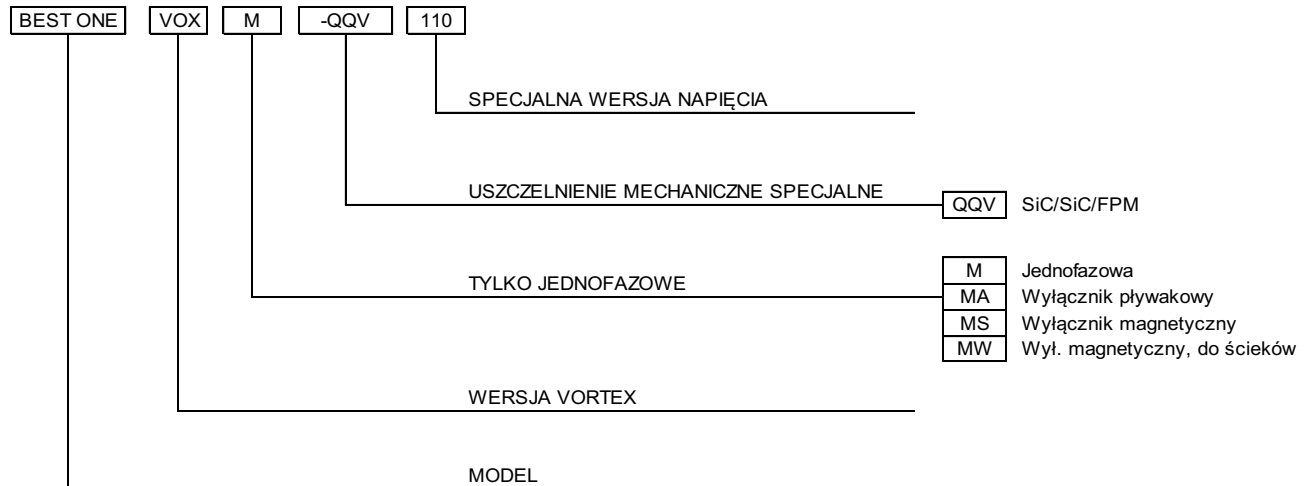 BEST ONE VOX M -QQV 110
SPECJALNA WERSJA NAPIĘCIA
USZCZELNIENIE MECHANICZNE SPECJALNE
QQV SiC/SiC/FPM
TYLKO JEDNOFAZOWE
M Jednofazowa
MA Wyłącznik pływakowy
MS Wyłącznik magnetyczny
MW Wył. magnetyczny, do ścieków
WERSJA VORTEX
MODEL